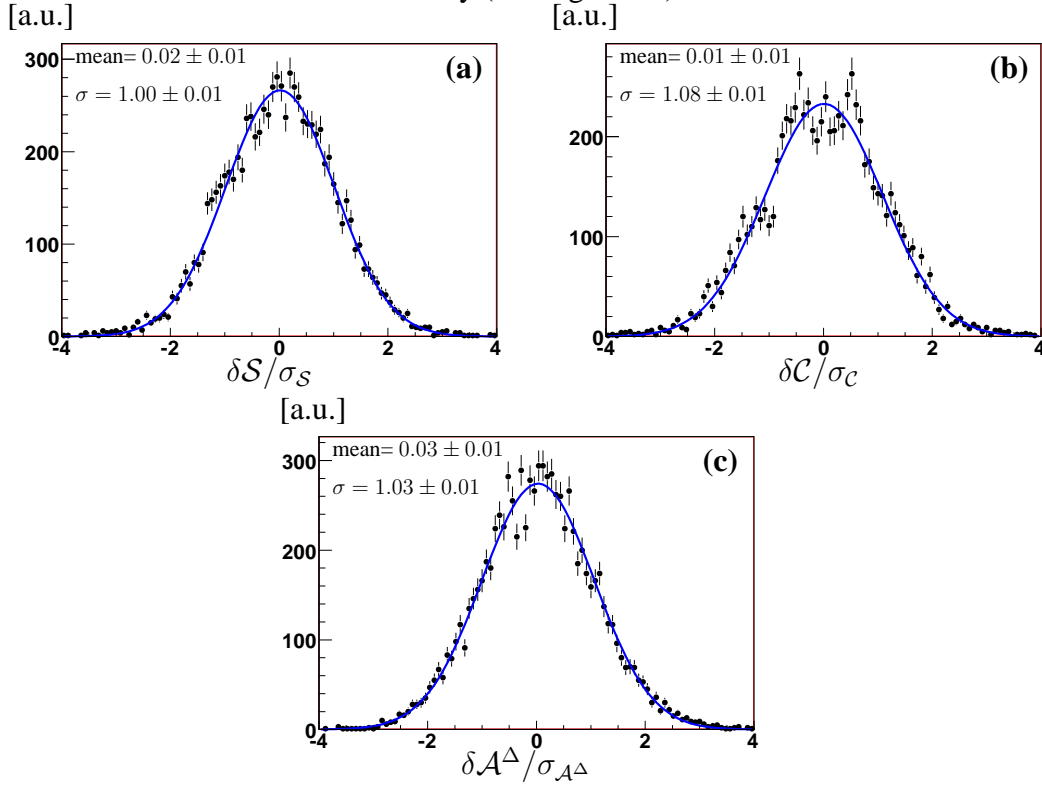 [a.u.]
[a.u.]
mean= 0.02 ± 0.01
(a)
σ = 1.00 ± 0.01
300
200
100
0
-4 -2 0 2 4
δS/σ_S
mean= 0.01 ± 0.01
(b)
σ = 1.08 ± 0.01
200
100
0
-4 -2 0 2 4
δC/σ_C
[a.u.]
mean= 0.03 ± 0.01
(c)
σ = 1.03 ± 0.01
300
200
100
0
-4 -2 0 2 4
δA^Δ/σ_{A^Δ}